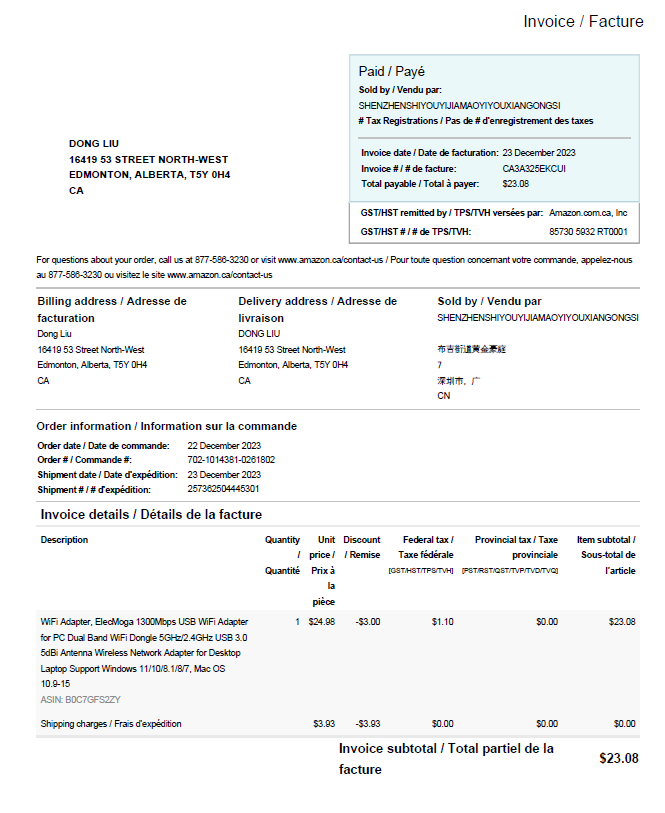 Invoice / Facture
Paid / Payé
Sold by / Vendu par:
SHENZHENSHIYOUYIJIAMAOYIYOUXIANGONGSI
# Tax Registrations / Pas de # d'enregistrement des taxes
Invoice date / Date de facturation: 23 December 2023
Invoice # / # de facture: CA3A325EKCUI
Total payable / Total à payer: $23.08
GST/HST remitted by / TPS/TVH versées par: Amazon.com.ca, Inc
GST/HST # / # de TPS/TVH: 85730 5932 RT0001
DONG LIU
16419 53 STREET NORTH-WEST
EDMONTON, ALBERTA, T5Y 0H4
CA
For questions about your order, call us at 877-586-3230 or visit www.amazon.ca/contact-us / Pour toute question concernant votre commande, appelez-nous
au 877-586-3230 ou visitez le site www.amazon.ca/contact-us
Billing address / Adresse de
facturation
Dong Liu
16419 53 Street North-West
Edmonton, Alberta, T5Y 0H4
CA
Delivery address / Adresse de
livraison
DONG LIU
16419 53 Street North-West
Edmonton, Alberta, T5Y 0H4
CA
Sold by / Vendu par
SHENZHENSHIYOUYIJIAMAOYIYOUXIANGONGSI
布吉街道黄金豪庭
7
深圳市, 广
CN
Order information / Information sur la commande
Order date / Date de commande: 22 December 2023
Order # / Commande #: 702-1014381-0261802
Shipment date / Date d'expédition: 23 December 2023
Shipment # / # d'expédition: 257362504445301
Invoice details / Détails de la facture
Description
Quantity
/
Quantité
Unit
price /
Prix à
la
pièce
Discount
/ Remise
Federal tax /
Taxe fédérale
[GST/HST/TPS/TVH]
Provincial tax / Taxe
provinciale
[PST/RST/QST/TVP/TVD/TVQ]
Item subtotal /
Sous-total de
l'article
WiFi Adapter, ElecMoga 1300Mbps USB WiFi Adapter 1 $24.98 -$3.00 $1.10 $0.00 $23.08
for PC Dual Band WiFi Dongle 5GHz/2.4GHz USB 3.0
5dBi Antenna Wireless Network Adapter for Desktop
Laptop Support Windows 11/10/8.1/8/7, Mac OS
10.9-15
ASIN: B0C7GFS2ZY
Shipping charges / Frais d'expédition $3.93 -$3.93 $0.00 $0.00 $0.00
Invoice subtotal / Total partiel de la
facture
$23.08